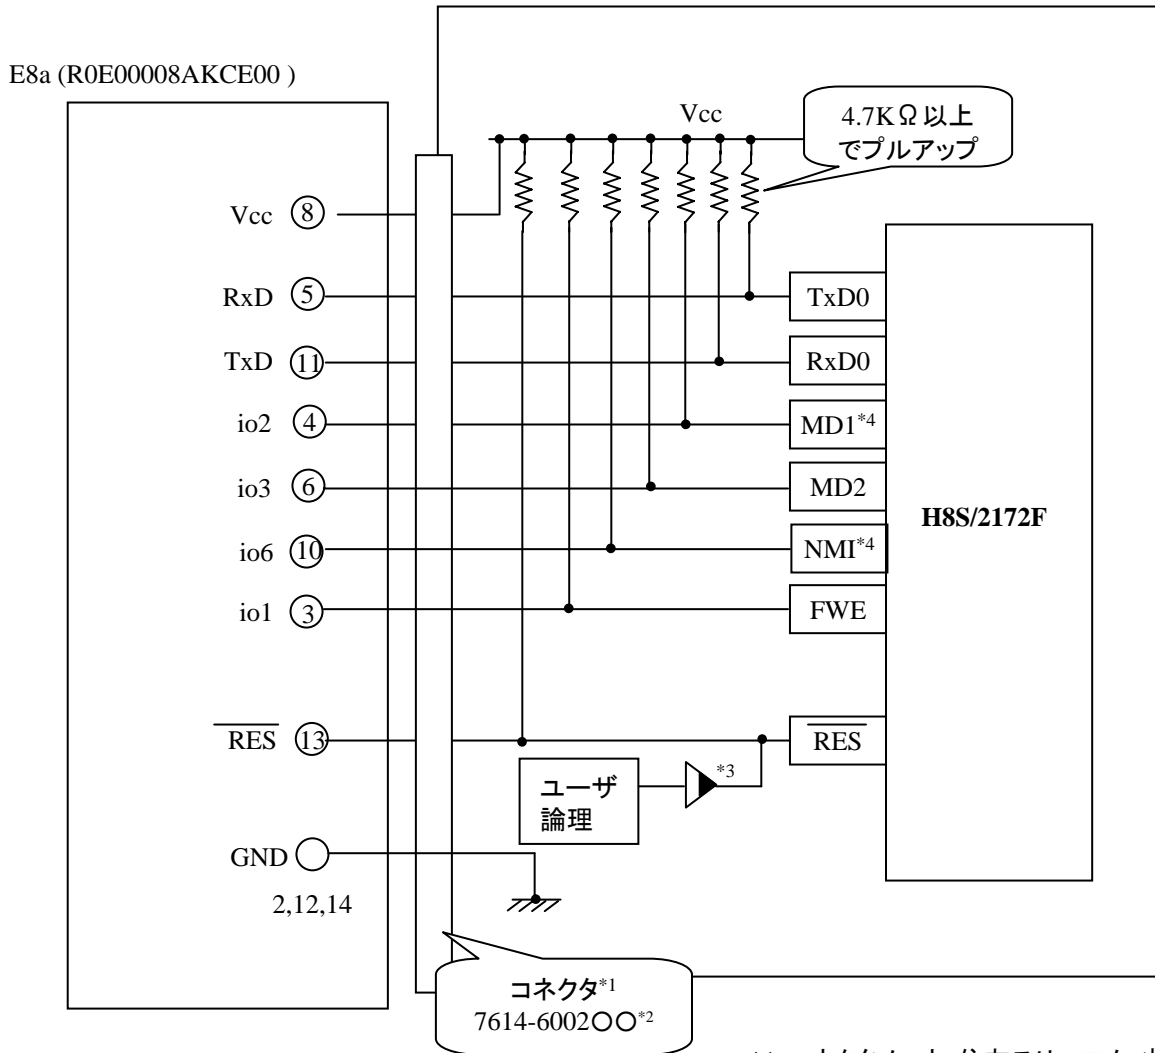 E8a (R0E00008AKCE00 )
Vcc
4.7KΩ以上
でプルアップ
Vcc 8
RxD 5
TxD0
TxD 11
RxD0
io2 4
MD1*4
io3 6
MD2
H8S/2172F
io6 10
NMI*4
io1 3
FWE
RES 13
RES
*3
ユーザ
論理
GND
2,12,14
コネクタ*1
7614-6002〇〇*2